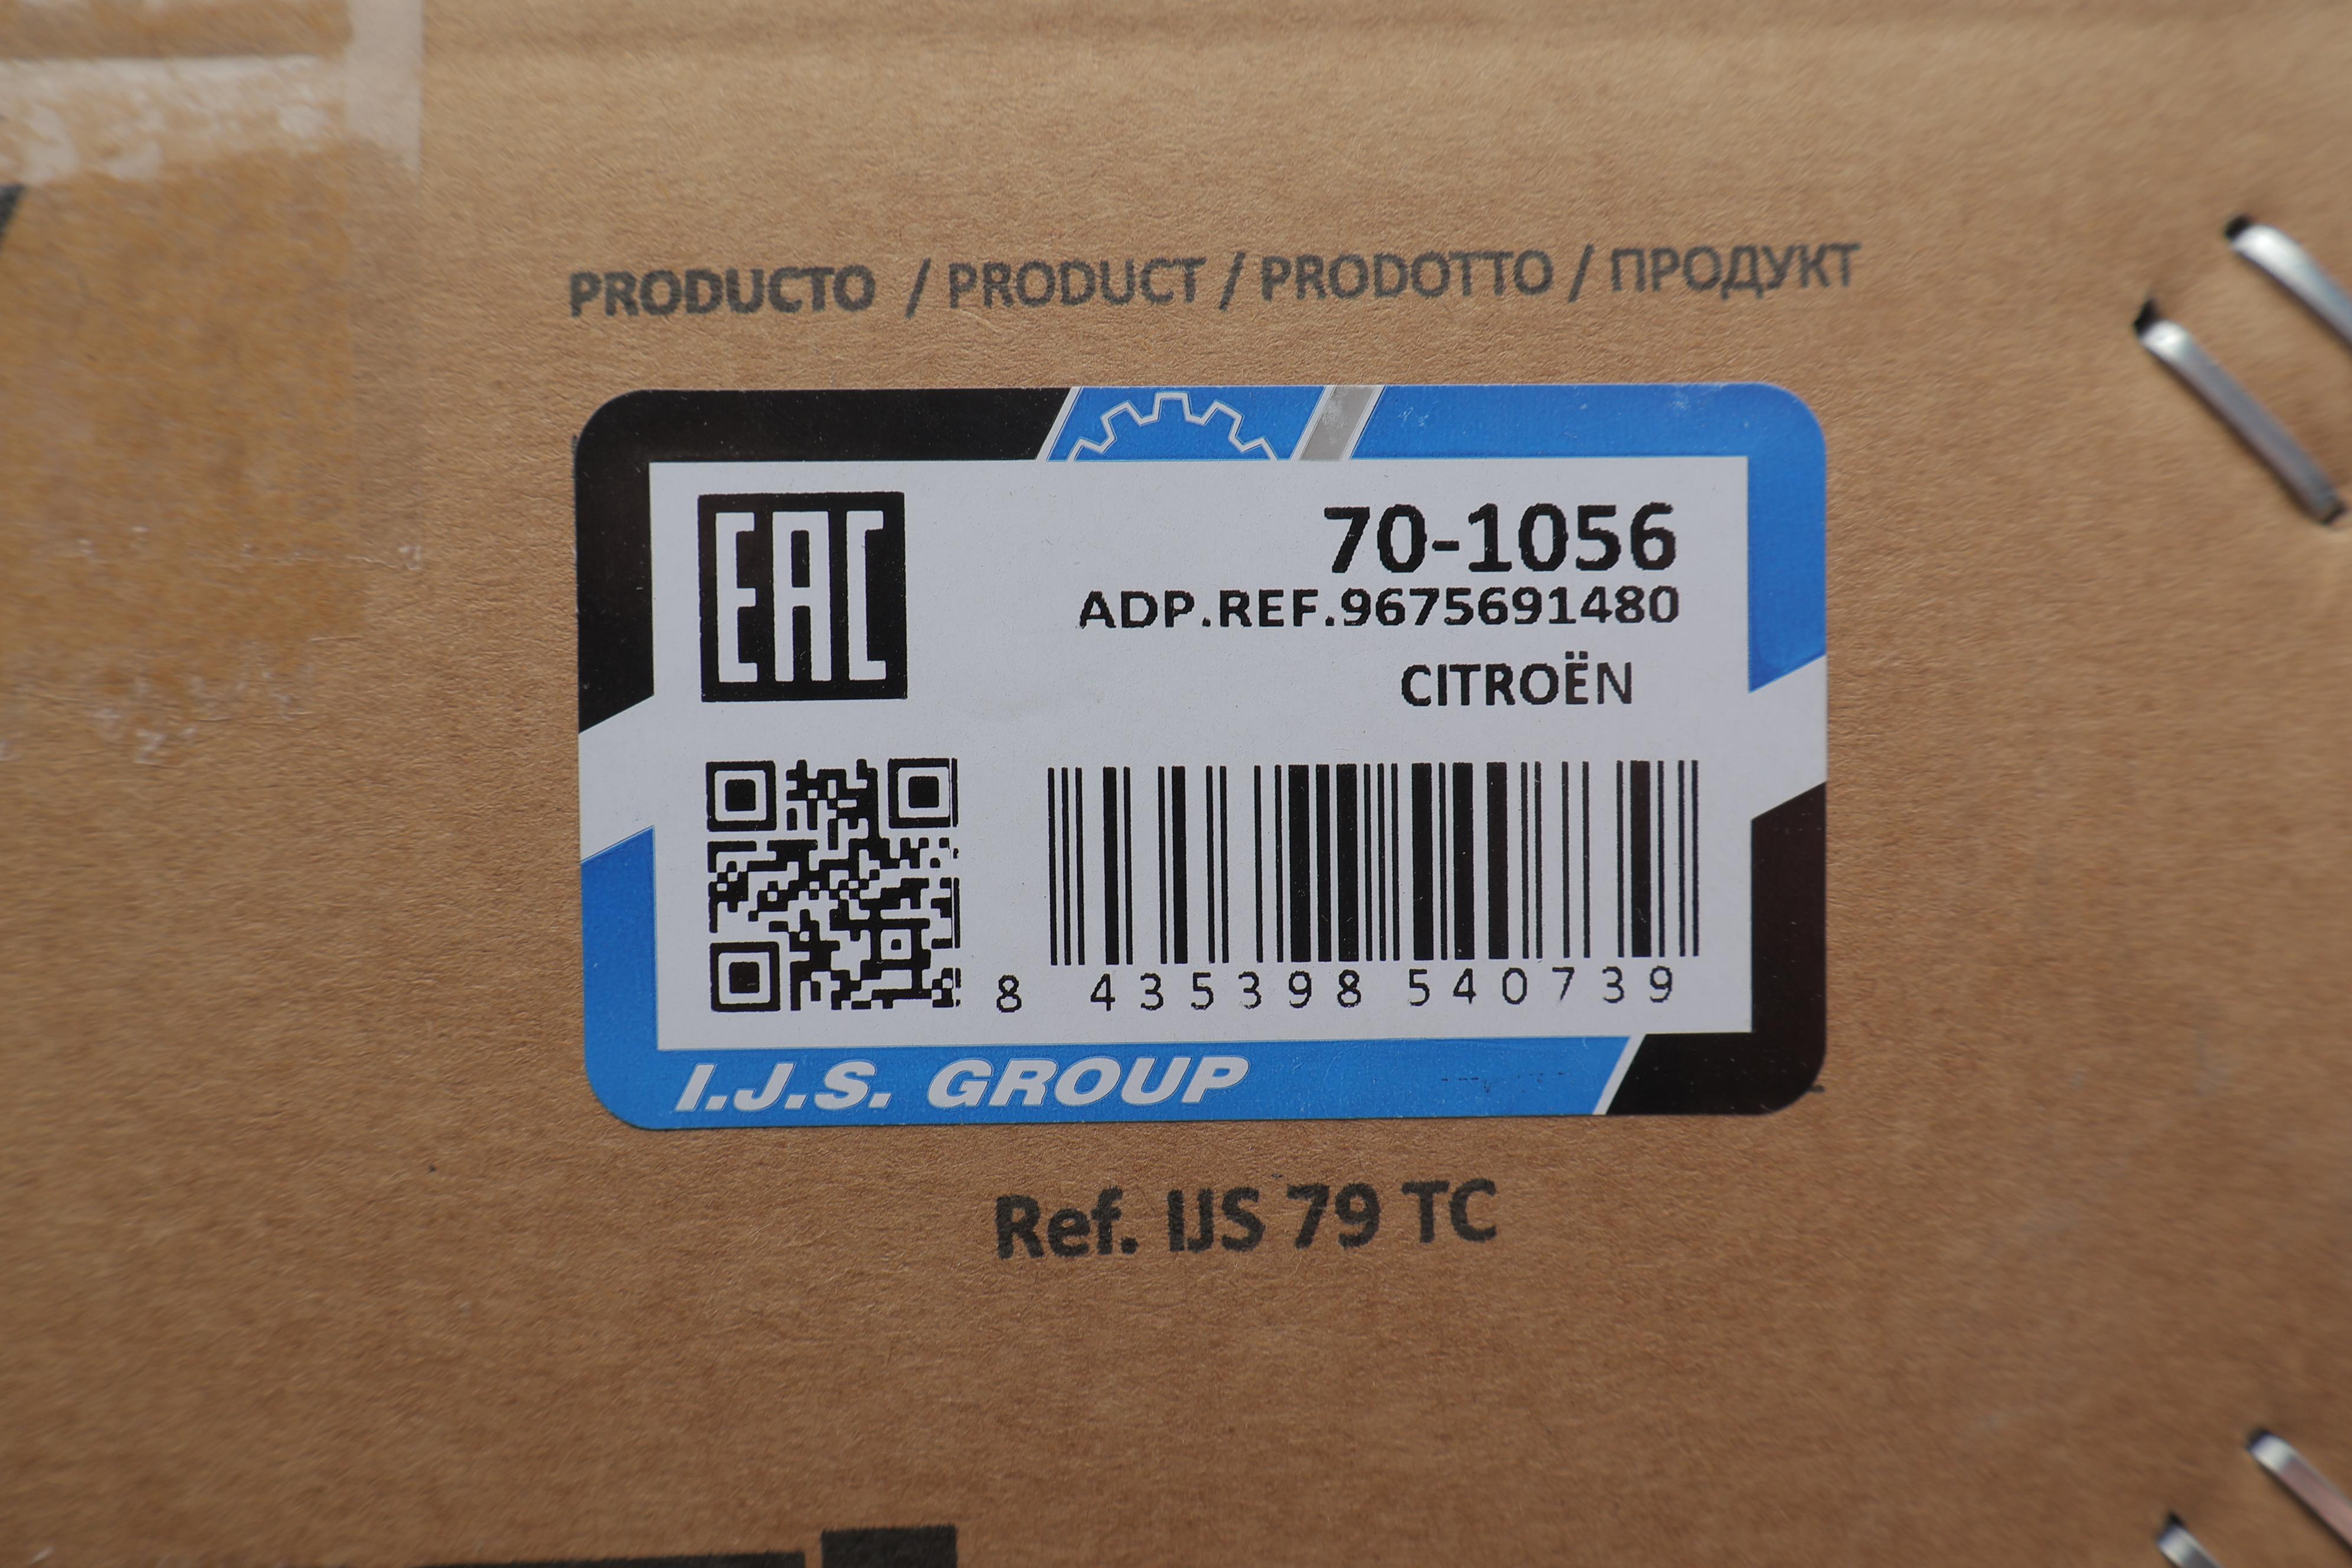 PRODUCTO / PRODUCT / PRODOTTO / ПРОДУКТ
EAC
70-1056
ADP.REF.9675691480
CITROËN
8 435398 540739
I.J.S. GROUP
Ref. IJS 79 TC